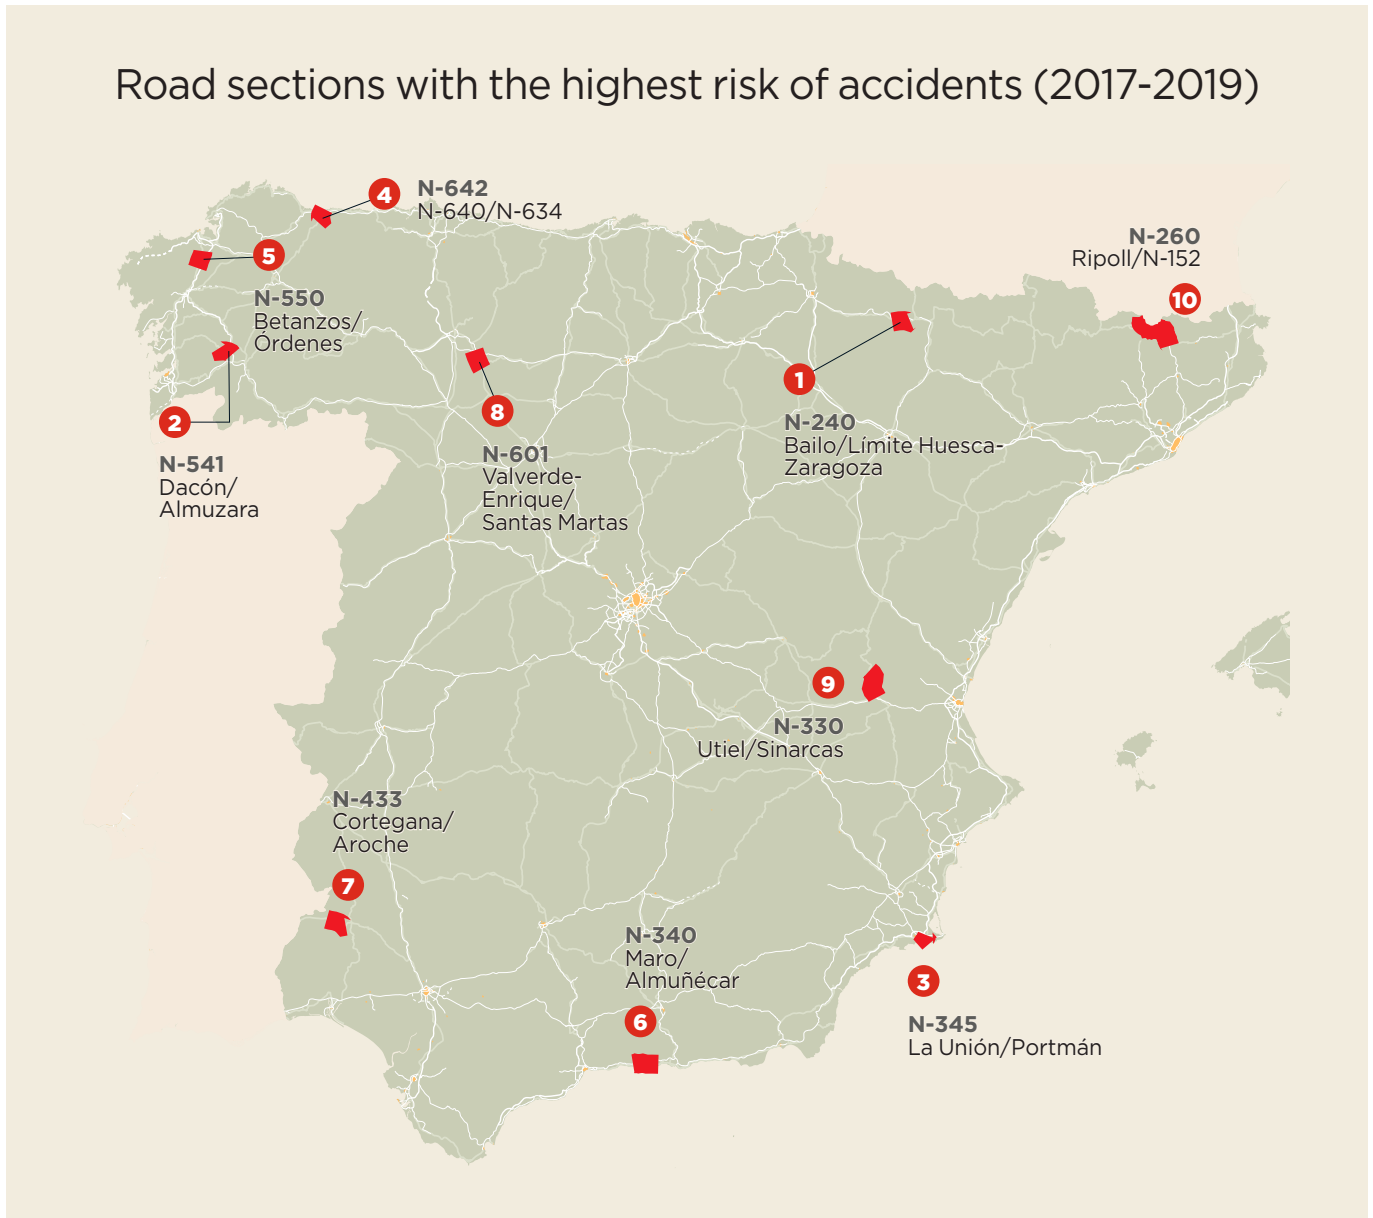 Road sections with the highest risk of accidents (2017-2019)
4
N-642
N-640/N-634
5
N-550
Betanzos/
Órdenes
N-260
Ripoll/N-152
10
1
N-240
Bailo/Límite Huesca-
Zaragoza
2
N-541
Dacón/
Almuzara
8
N-601
Valverde-
Enrique/
Santas Martas
9
N-330
Utiel/Sinarcas
N-433
Cortegana/
Aroche
7
N-340
Maro/
Almuñécar
6
3
N-345
La Unión/Portmán